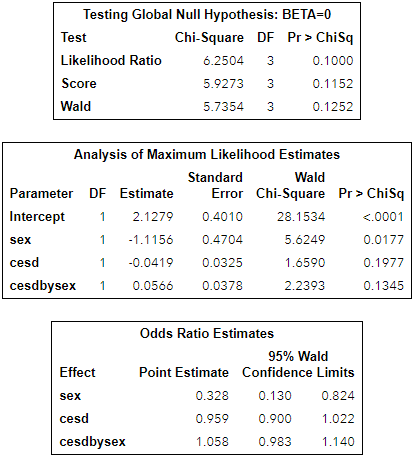 Testing Global Null Hypothesis: BETA=0
Test Chi-Square DF Pr > ChiSq
Likelihood Ratio 6.2504 3 0.1000
Score 5.9273 3 0.1152
Wald 5.7354 3 0.1252
Analysis of Maximum Likelihood Estimates
Parameter DF Estimate Standard Error Wald Chi-Square Pr > ChiSq
Intercept 1 2.1279 0.4010 28.1534 <.0001
sex 1 -1.1156 0.4704 5.6249 0.0177
cesd 1 -0.0419 0.0325 1.6590 0.1977
cesdbysex 1 0.0566 0.0378 2.2393 0.1345
Odds Ratio Estimates
Effect Point Estimate 95% Wald Confidence Limits
sex 0.328 0.130 0.824
cesd 0.959 0.900 1.022
cesdbysex 1.058 0.983 1.140